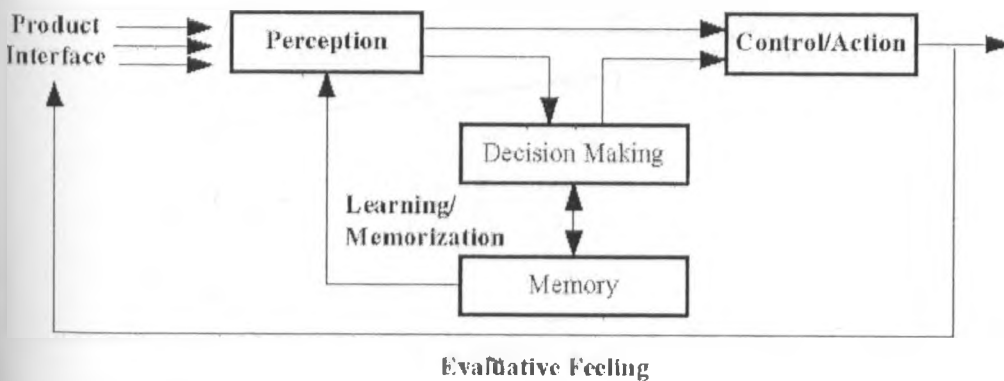 Product
Interface
Perception
Control/Action
Decision Making
Learning/
Memorization
Memory
Evaluative Feeling